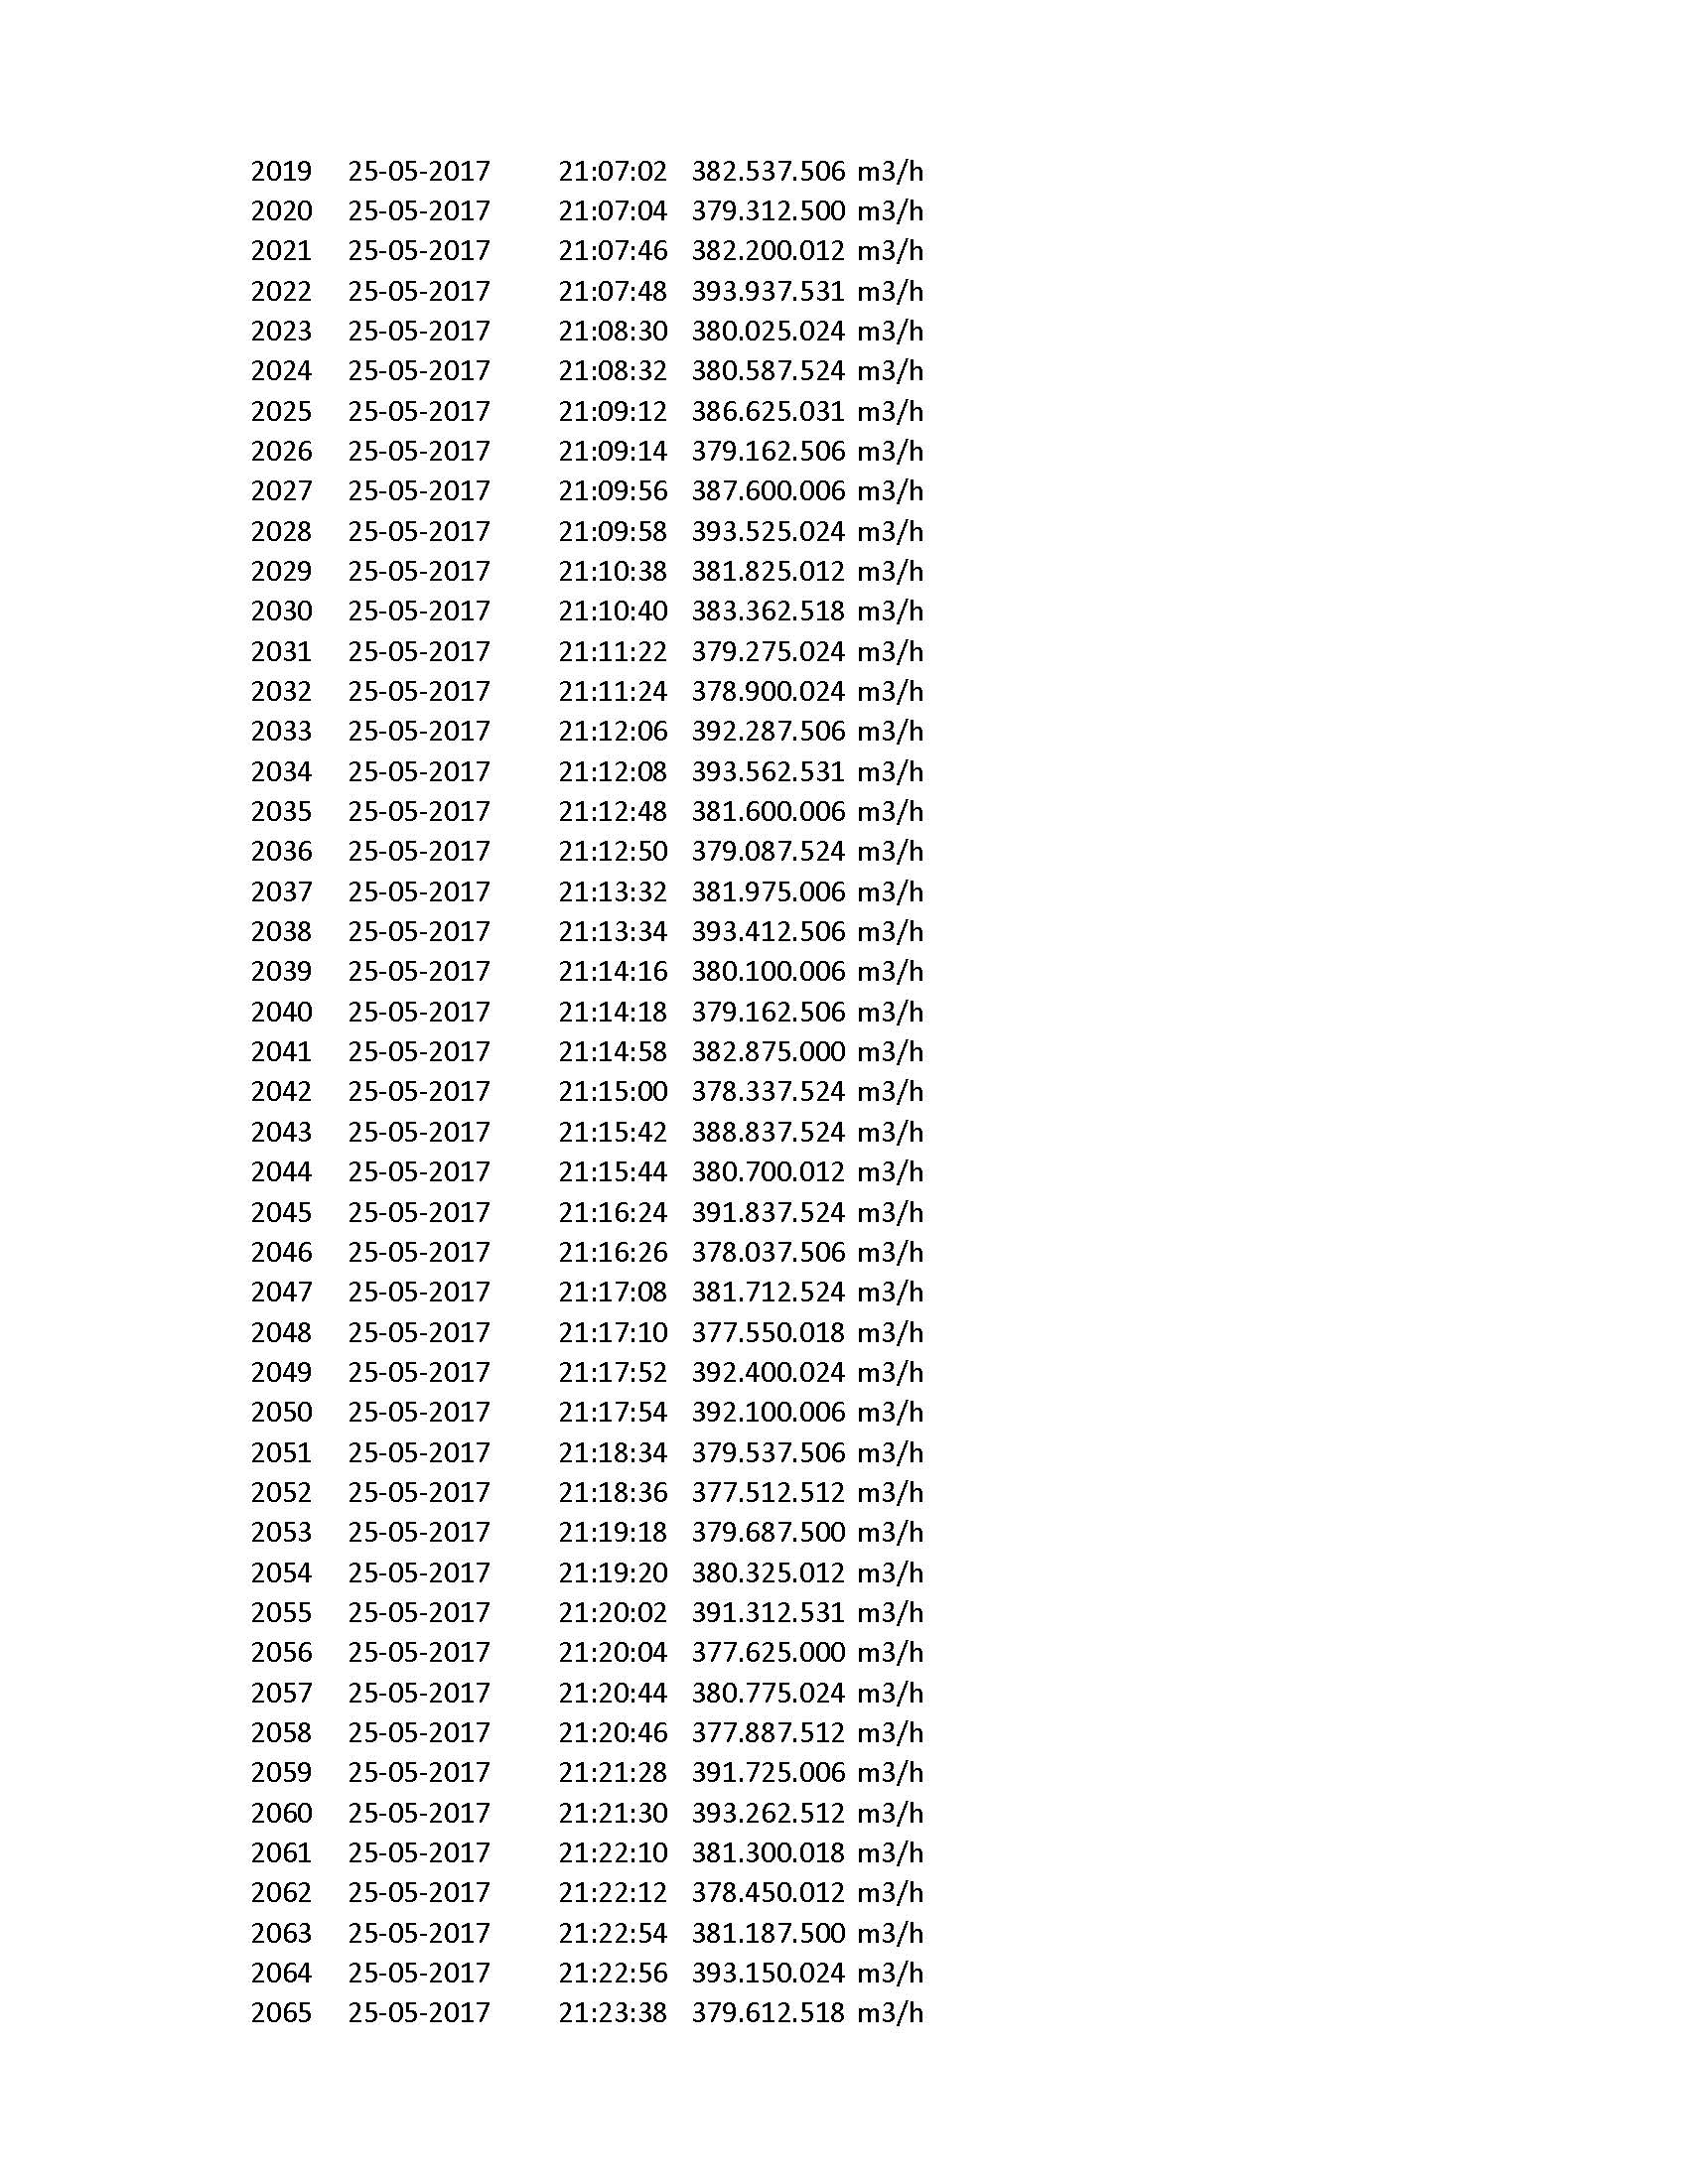 2019 25-05-2017 21:07:02 382.537.506 m3/h
2020 25-05-2017 21:07:04 379.312.500 m3/h
2021 25-05-2017 21:07:46 382.200.012 m3/h
2022 25-05-2017 21:07:48 393.937.531 m3/h
2023 25-05-2017 21:08:30 380.025.024 m3/h
2024 25-05-2017 21:08:32 380.587.524 m3/h
2025 25-05-2017 21:09:12 386.625.031 m3/h
2026 25-05-2017 21:09:14 379.162.506 m3/h
2027 25-05-2017 21:09:56 387.600.006 m3/h
2028 25-05-2017 21:09:58 393.525.024 m3/h
2029 25-05-2017 21:10:38 381.825.012 m3/h
2030 25-05-2017 21:10:40 383.362.518 m3/h
2031 25-05-2017 21:11:22 379.275.024 m3/h
2032 25-05-2017 21:11:24 378.900.024 m3/h
2033 25-05-2017 21:12:06 392.287.506 m3/h
2034 25-05-2017 21:12:08 393.562.531 m3/h
2035 25-05-2017 21:12:48 381.600.006 m3/h
2036 25-05-2017 21:12:50 379.087.524 m3/h
2037 25-05-2017 21:13:32 381.975.006 m3/h
2038 25-05-2017 21:13:34 393.412.506 m3/h
2039 25-05-2017 21:14:16 380.100.006 m3/h
2040 25-05-2017 21:14:18 379.162.506 m3/h
2041 25-05-2017 21:14:58 382.875.000 m3/h
2042 25-05-2017 21:15:00 378.337.524 m3/h
2043 25-05-2017 21:15:42 388.837.524 m3/h
2044 25-05-2017 21:15:44 380.700.012 m3/h
2045 25-05-2017 21:16:24 391.837.524 m3/h
2046 25-05-2017 21:16:26 378.037.506 m3/h
2047 25-05-2017 21:17:08 381.712.524 m3/h
2048 25-05-2017 21:17:10 377.550.018 m3/h
2049 25-05-2017 21:17:52 392.400.024 m3/h
2050 25-05-2017 21:17:54 392.100.006 m3/h
2051 25-05-2017 21:18:34 379.537.506 m3/h
2052 25-05-2017 21:18:36 377.512.512 m3/h
2053 25-05-2017 21:19:18 379.687.500 m3/h
2054 25-05-2017 21:19:20 380.325.012 m3/h
2055 25-05-2017 21:20:02 391.312.531 m3/h
2056 25-05-2017 21:20:04 377.625.000 m3/h
2057 25-05-2017 21:20:44 380.775.024 m3/h
2058 25-05-2017 21:20:46 377.887.512 m3/h
2059 25-05-2017 21:21:28 391.725.006 m3/h
2060 25-05-2017 21:21:30 393.262.512 m3/h
2061 25-05-2017 21:22:10 381.300.018 m3/h
2062 25-05-2017 21:22:12 378.450.012 m3/h
2063 25-05-2017 21:22:54 381.187.500 m3/h
2064 25-05-2017 21:22:56 393.150.024 m3/h
2065 25-05-2017 21:23:38 379.612.518 m3/h